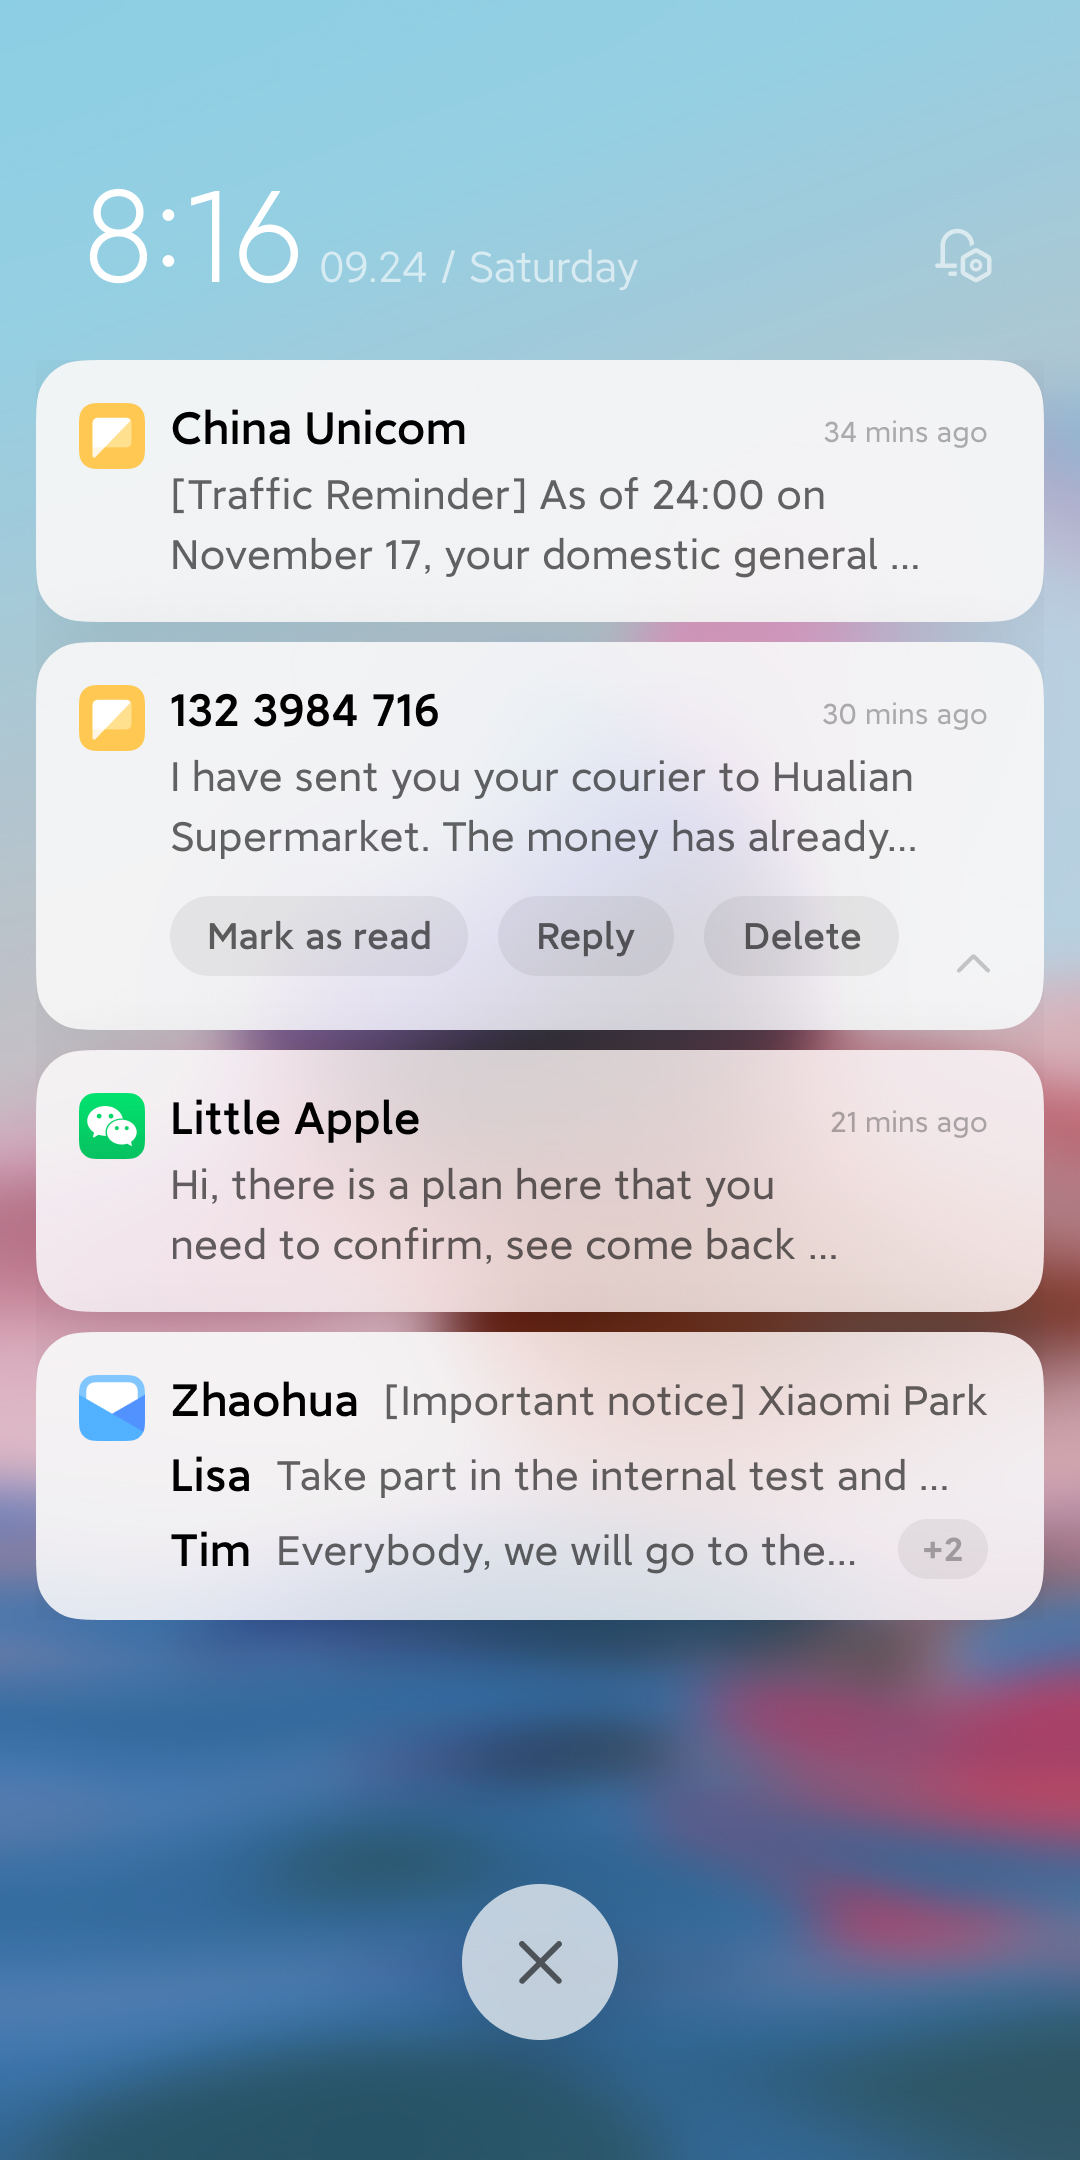 8:16 09.24 / Saturday
China Unicom 34 mins ago
[Traffic Reminder] As of 24:00 on
November 17, your domestic general ...
132 3984 716 30 mins ago
I have sent you your courier to Hualian
Supermarket. The money has already...
Mark as read Reply Delete
Little Apple 21 mins ago
Hi, there is a plan here that you
need to confirm, see come back ...
Zhaohua [Important notice] Xiaomi Park
Lisa Take part in the internal test and ...
Tim Everybody, we will go to the... +2